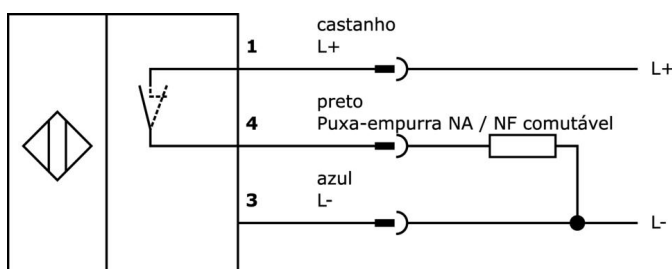 castanho
1 L+
L+
preto
4 Puxa-empurra NA / NF comutável
azul
3 L-
L-